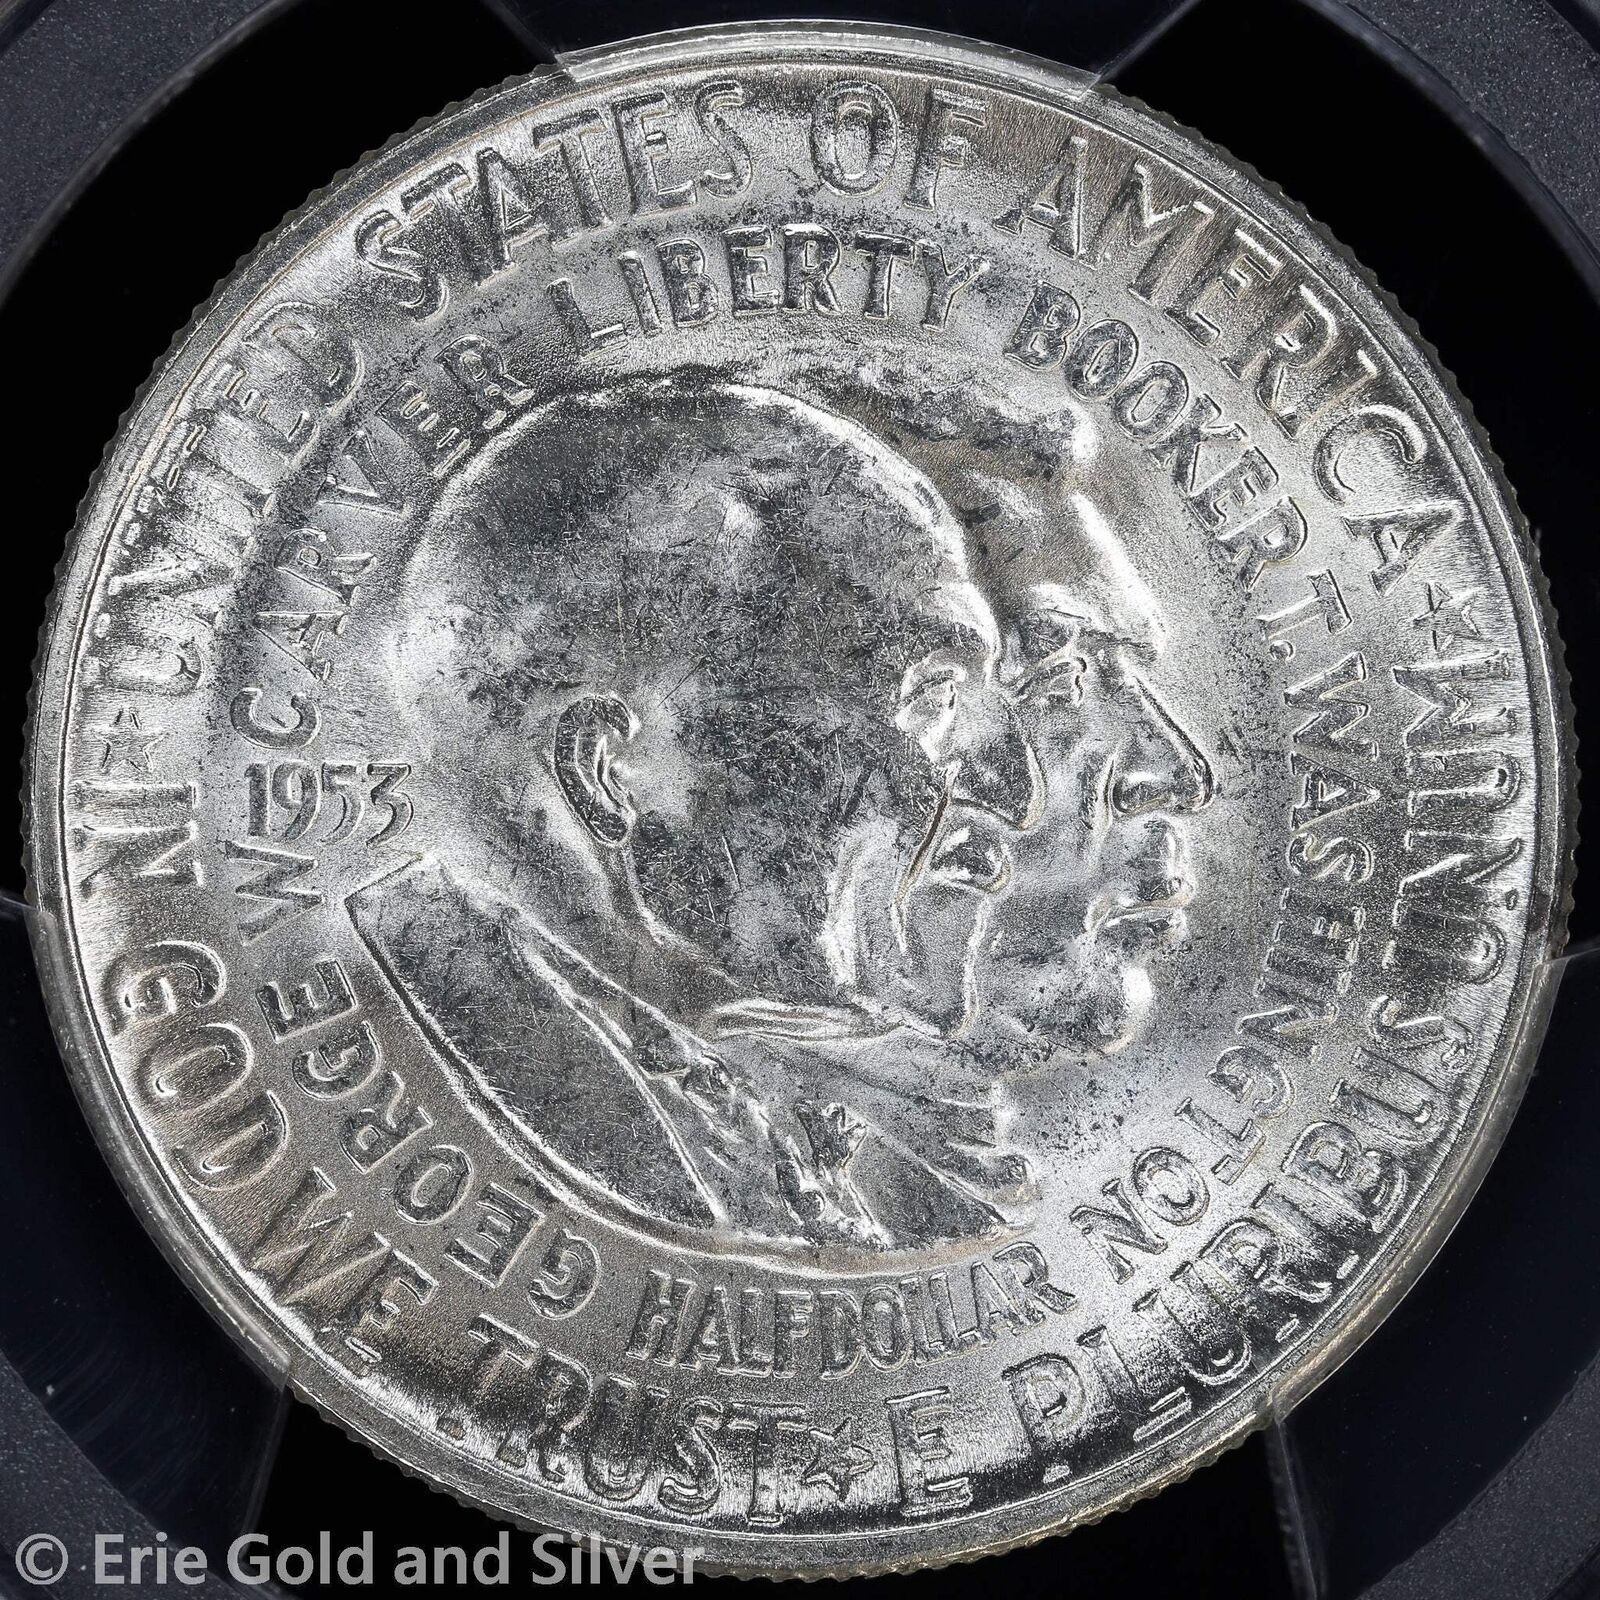 UNITED STATES OF AMERICA ★ E PLURIBUS UNUM ★ IN GOD WE TRUST ★
GEORGE W CARVER LIBERTY BOOKER T. WASHINGTON
1953
HALF DOLLAR
© Erie Gold and Silver